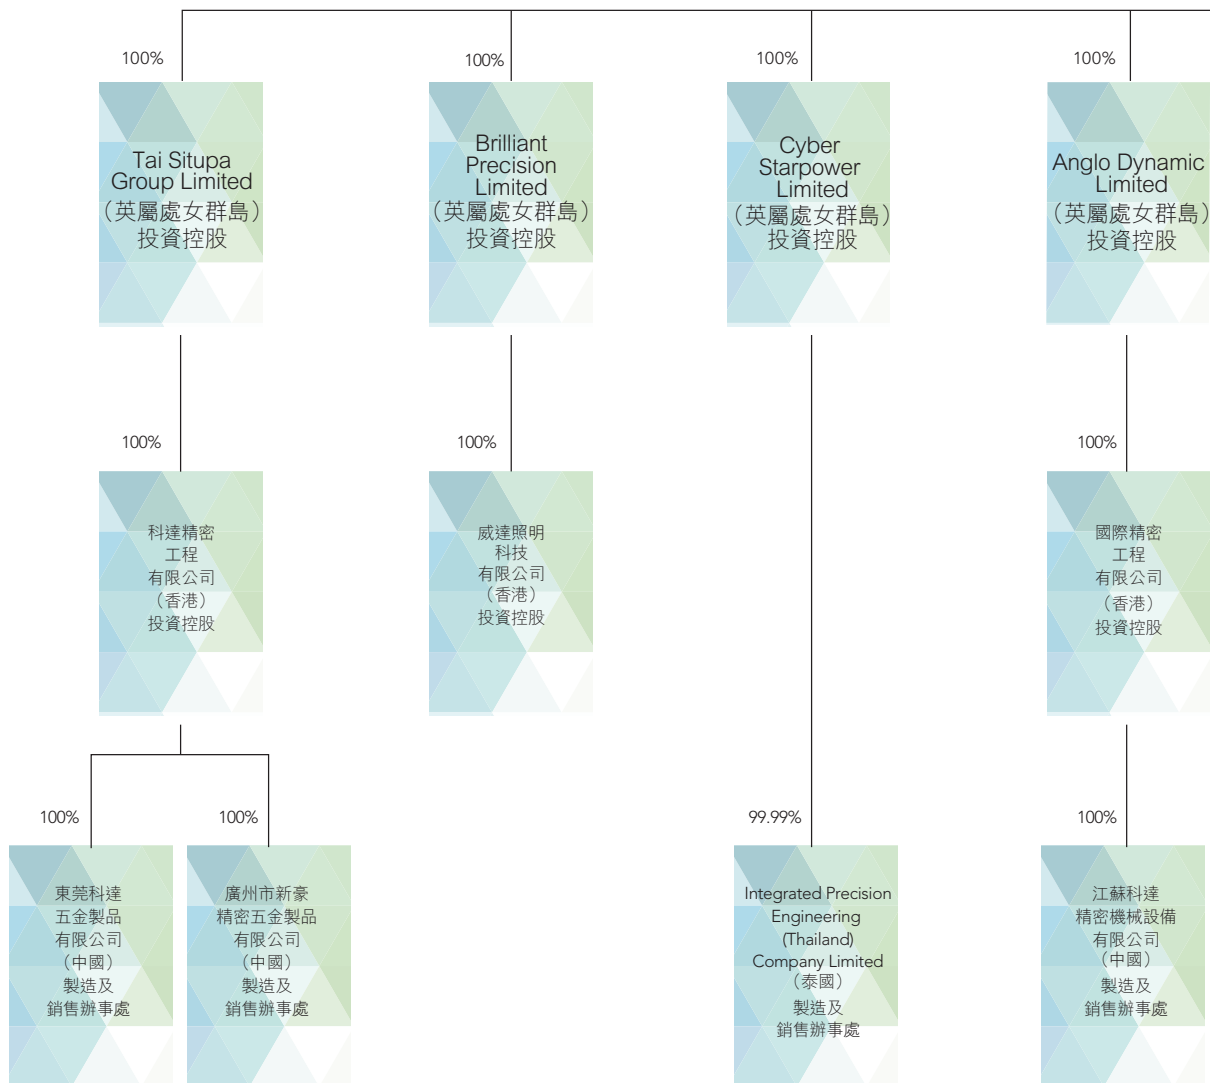 100%
100%
100%
100%
Tai Situpa
Group Limited
（英屬處女群島）
投資控股
Brilliant
Precision
Limited
（英屬處女群島）
投資控股
Cyber
Starpower
Limited
（英屬處女群島）
投資控股
Anglo Dynamic
Limited
（英屬處女群島）
投資控股
100%
100%
100%
科達精密
工程
有限公司
（香港）
投資控股
威達照明
科技
有限公司
（香港）
投資控股
國際精密
工程
有限公司
（香港）
投資控股
100%
100%
99.99%
100%
東莞科達
五金製品
有限公司
（中國）
製造及
銷售辦事處
廣州市新豪
精密五金製品
有限公司
（中國）
製造及
銷售辦事處
Integrated Precision
Engineering
(Thailand)
Company Limited
（泰國）
製造及
銷售辦事處
江蘇科達
精密機械設備
有限公司
（中國）
製造及
銷售辦事處